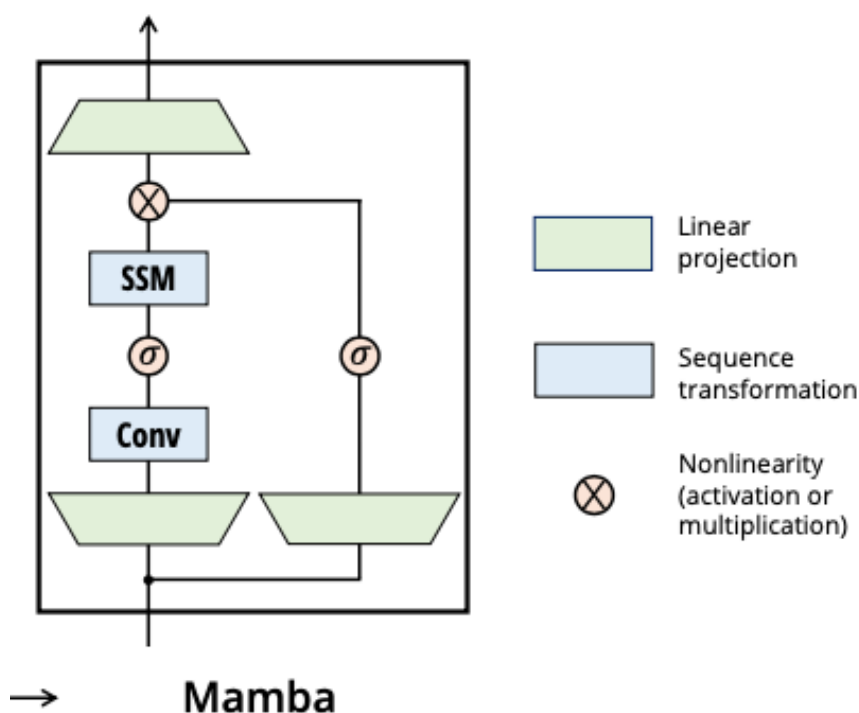 SSM
σ
σ
Conv
Linear
projection
Sequence
transformation
Nonlinearity
(activation or
multiplication)
Mamba